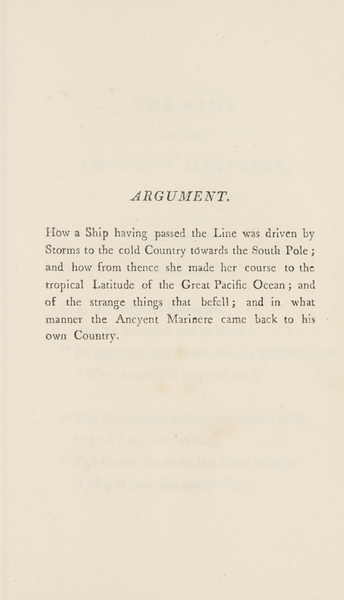 ARGUMENT.
How a Ship having passed the Line was driven by
Storms to the cold Country towards the South Pole ;
and how from thence she made her course to the
tropical Latitude of the Great Pacific Ocean ; and
of the strange things that befell ; and in what
manner the Ancyent Marinere came back to his
own Country.